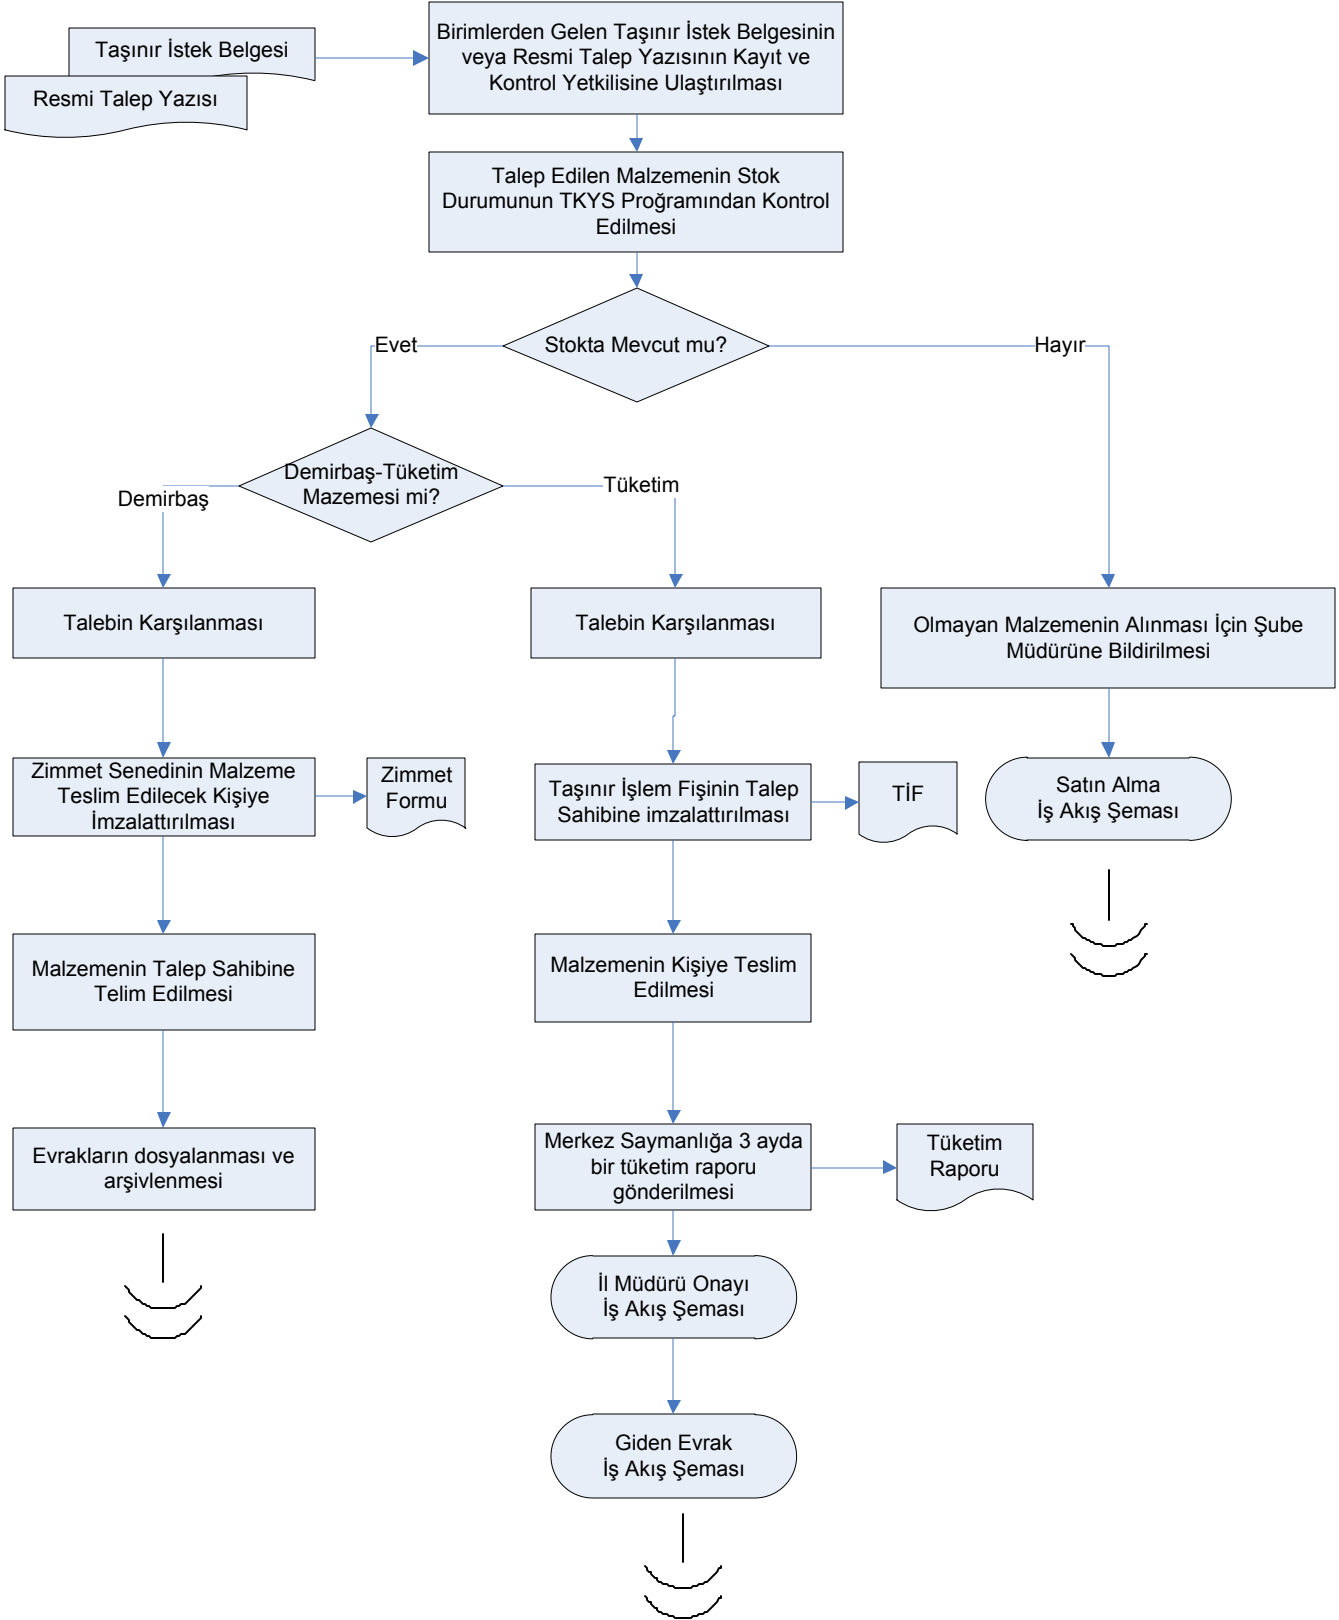 Taşınır İstek Belgesi
Resmi Talep Yazısı
Birimlerden Gelen Taşınır İstek Belgesinin
veya Resmi Talep Yazısının Kayıt ve
Kontrol Yetkilisine Ulaştırılması
Talep Edilen Malzemenin Stok
Durumunun TKYS Proğramından Kontrol
Edilmesi
Stokta Mevcut mu?
Evet
Hayır
Demirbaş-Tüketim
Mazemesi mi?
Demirbaş
Tüketim
Talebin Karşılanması
Talebin Karşılanması
Olmayan Malzemenin Alınması İçin Şube
Müdürüne Bildirilmesi
Zimmet Senedinin Malzeme
Teslim Edilecek Kişiye
İmzalattırılması
Zimmet
Formu
Taşınır İşlem Fişinin Talep
Sahibine imzalattırılması
TİF
Satın Alma
İş Akış Şeması
Malzemenin Talep Sahibine
Telim Edilmesi
Malzemenin Kişiye Teslim
Edilmesi
Evrakların dosyalanması ve
arşivlenmesi
Merkez Saymanlığa 3 ayda
bir tüketim raporu
gönderilmesi
Tüketim
Raporu
İl Müdürü Onayı
İş Akış Şeması
Giden Evrak
İş Akış Şeması